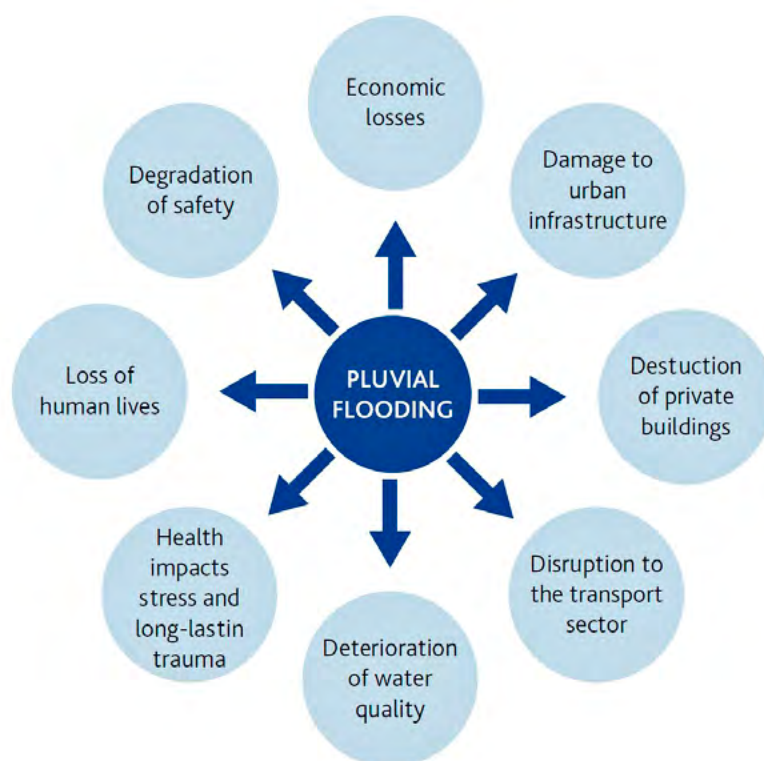 Economic
losses
Damage to
urban
infrastructure
Destuction
of private
buildings
Disruption to
the transport
sector
Deterioration
of water
quality
Health
impacts
stress and
long-lastin
trauma
Loss of
human lives
Degradation
of safety
PLUVIAL
FLOODING